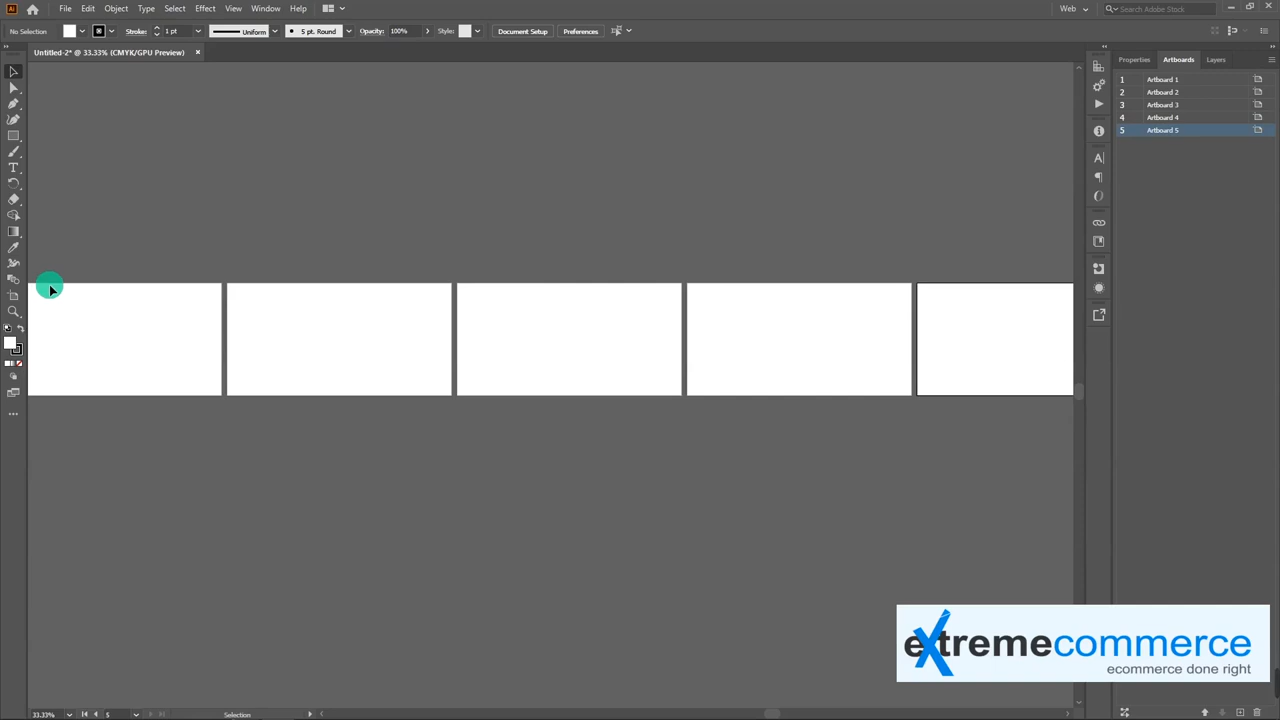 File Edit Object Type Select Effect View Window Help Web Search Adobe Stock
No Selection Stroke: 1 pt Uniform 5 pt. Round Opacity: 100% Style: Document Setup Preferences
Untitled-2* @ 33.33% (CMYK/GPU Preview) ×
Properties Artboards Layers
1 Artboard 1
2 Artboard 2
3 Artboard 3
4 Artboard 4
5 Artboard 5
extremecommerce
ecommerce done right
33.33% 5 Selection